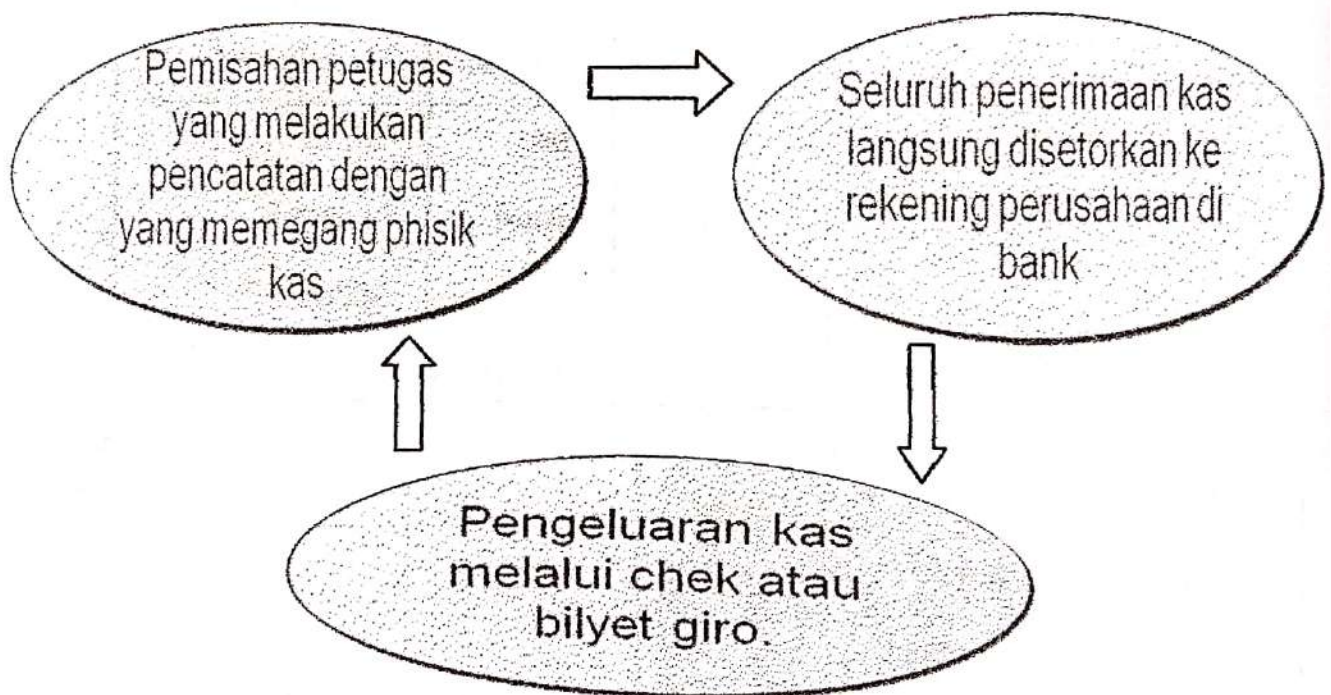 Pemisahan petugas
yang melakukan
pencatatan dengan
yang memegang phisik
kas
Seluruh penerimaan kas
langsung disetorkan ke
rekening perusahaan di
bank
Pengeluaran kas
melalui chek atau
bilyet giro.